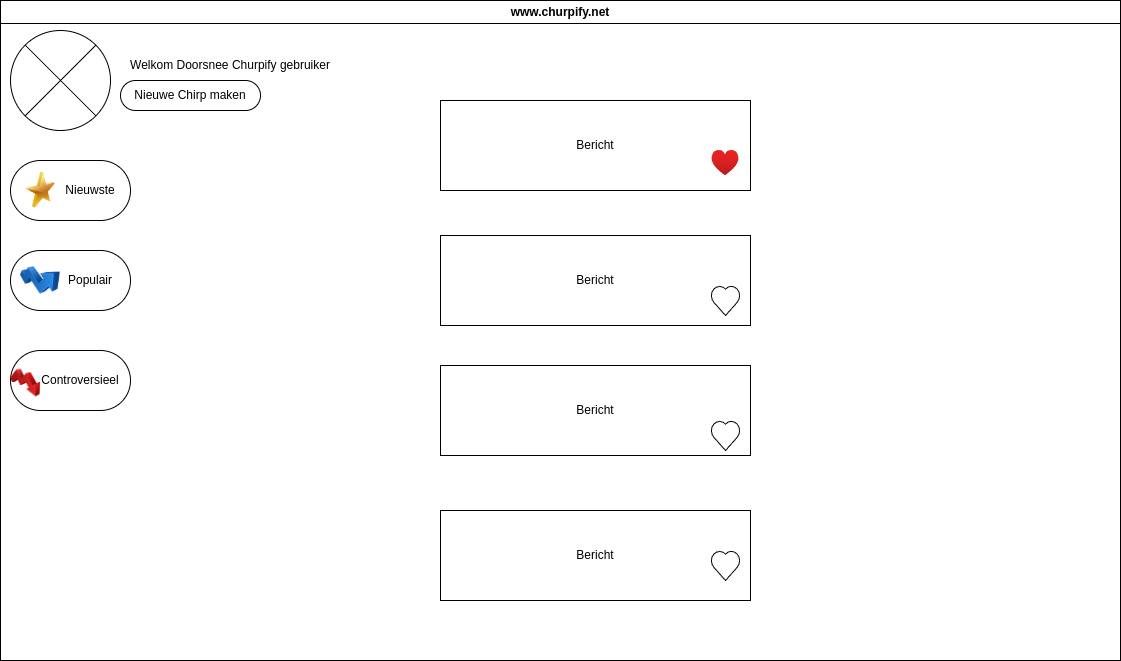 www.churpify.net
Welkom Doorsnee Churpify gebruiker
Nieuwe Chirp maken
Nieuwste
Populair
Controversieel
Bericht
Bericht
Bericht
Bericht